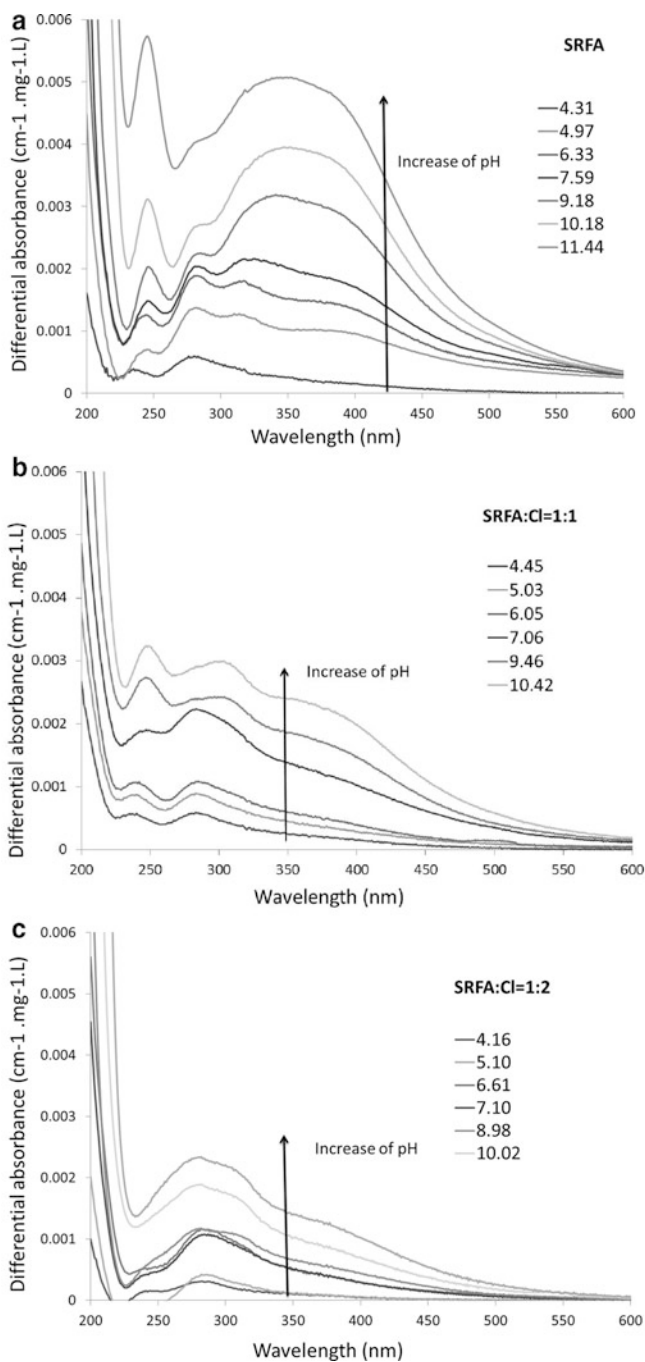 a
SRFA
4.31
4.97
6.33
7.59
9.18
10.18
11.44
Increase of pH
Differential absorbance (cm-1 .mg-1.L)
0.006
0.005
0.004
0.003
0.002
0.001
0
200 250 300 350 400 450 500 550 600
Wavelength (nm)
b
SRFA:Cl=1:1
4.45
5.03
6.05
7.06
9.46
10.42
Increase of pH
Differential absorbance (cm-1 .mg-1.L)
0.006
0.005
0.004
0.003
0.002
0.001
0
200 250 300 350 400 450 500 550 600
Wavelength (nm)
c
SRFA:Cl=1:2
4.16
5.10
6.61
7.10
8.98
10.02
Increase of pH
Differential absorbance (cm-1 .mg-1.L)
0.006
0.005
0.004
0.003
0.002
0.001
0
200 250 300 350 400 450 500 550 600
Wavelength (nm)